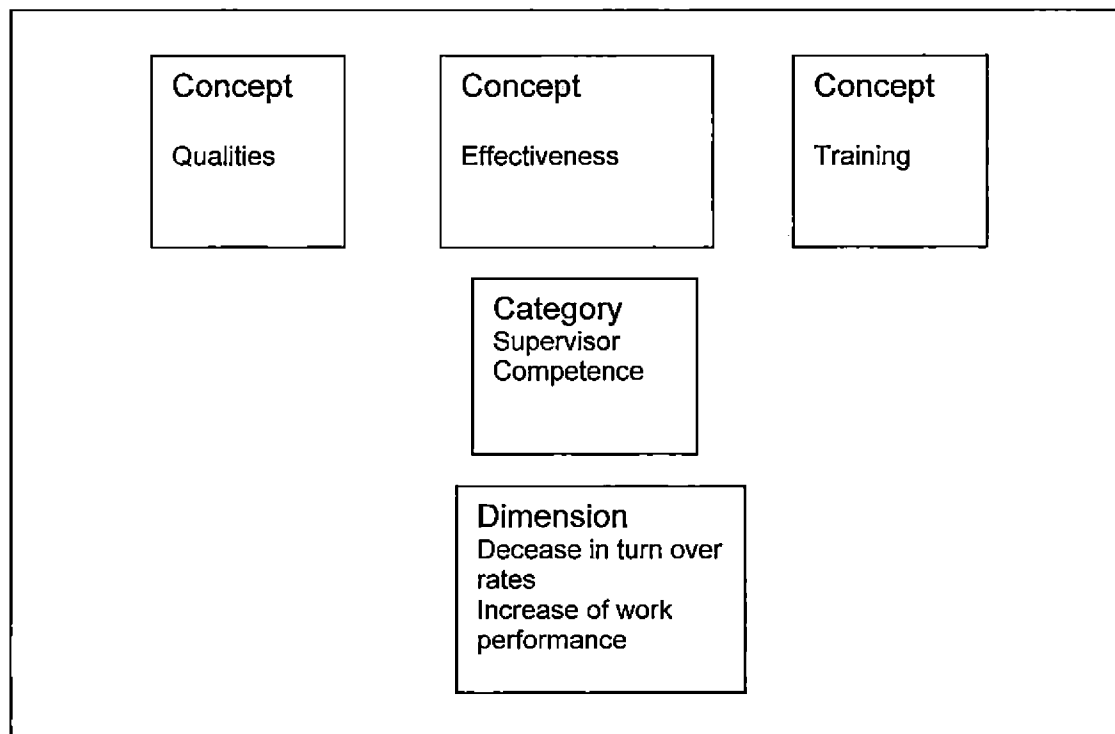 Concept
Qualities
Concept
Effectiveness
Concept
Training
Category
Supervisor
Competence
Dimension
Decease in turn over
rates
Increase of work
performance